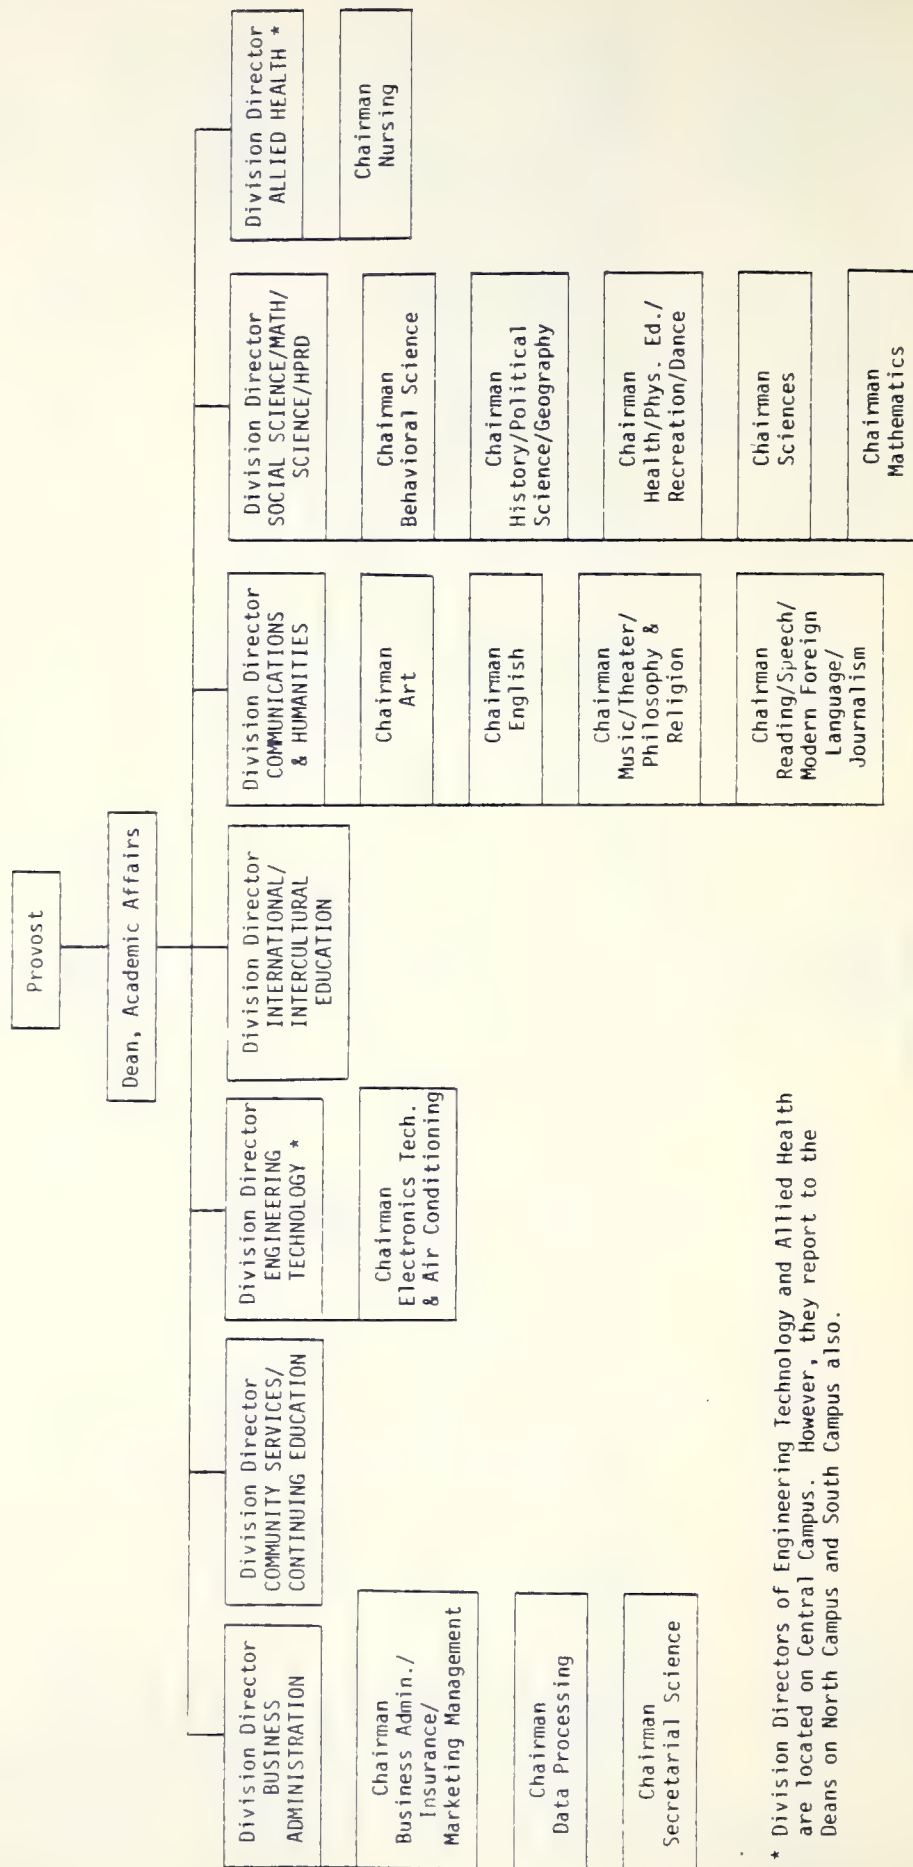 Provost
Dean, Academic Affairs
Division Director
BUSINESS
ADMINISTRATION
Chairman
Business Admin./
Insurance/
Marketing Management
Chairman
Data Processing
Chairman
Secretarial Science
Division Director
COMMUNITY SERVICES/
CONTINUING EDUCATION
Division Director
ENGINEERING
TECHNOLOGY *
Chairman
Electronics Tech.
& Air Conditioning
Division Director
INTERNATIONAL/
INTERCULTURAL
EDUCATION
Division Director
COMMUNICATIONS
& HUMANITIES
Chairman
Art
Chairman
English
Chairman
Music/Theater/
Philosophy &
Religion
Chairman
Reading/Speech/
Modern Foreign
Language/
Journalism
Division Director
SOCIAL SCIENCE/MATH/
SCIENCE/HPRD
Chairman
Behavioral Science
Chairman
History/Political
Science/Geography
Chairman
Health/Phys. Ed./
Recreation/Dance
Chairman
Sciences
Chairman
Mathematics
Division Director
ALLIED HEALTH *
Chairman
Nursing
* Division Directors of Engineering Technology and Allied Health
are located on Central Campus. However, they report to the
Deans on North Campus and South Campus also.